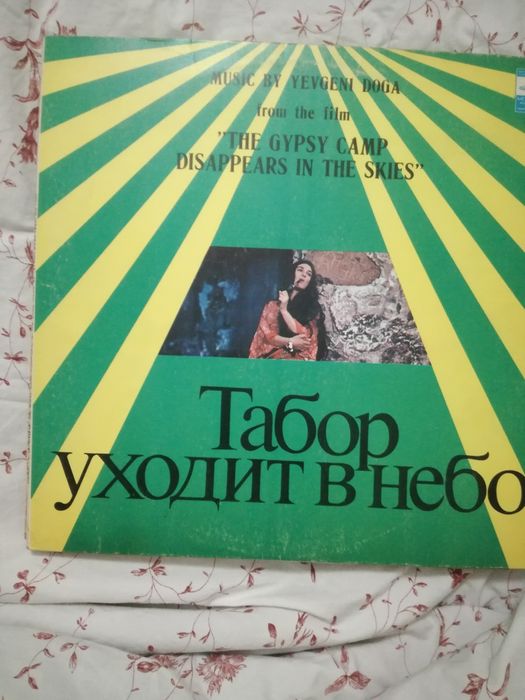 MUSIC BY YEVGENI DOGA
from the film
"THE GYPSY CAMP
DISAPPEARS IN THE SKIES"
Табор
уходит в небо